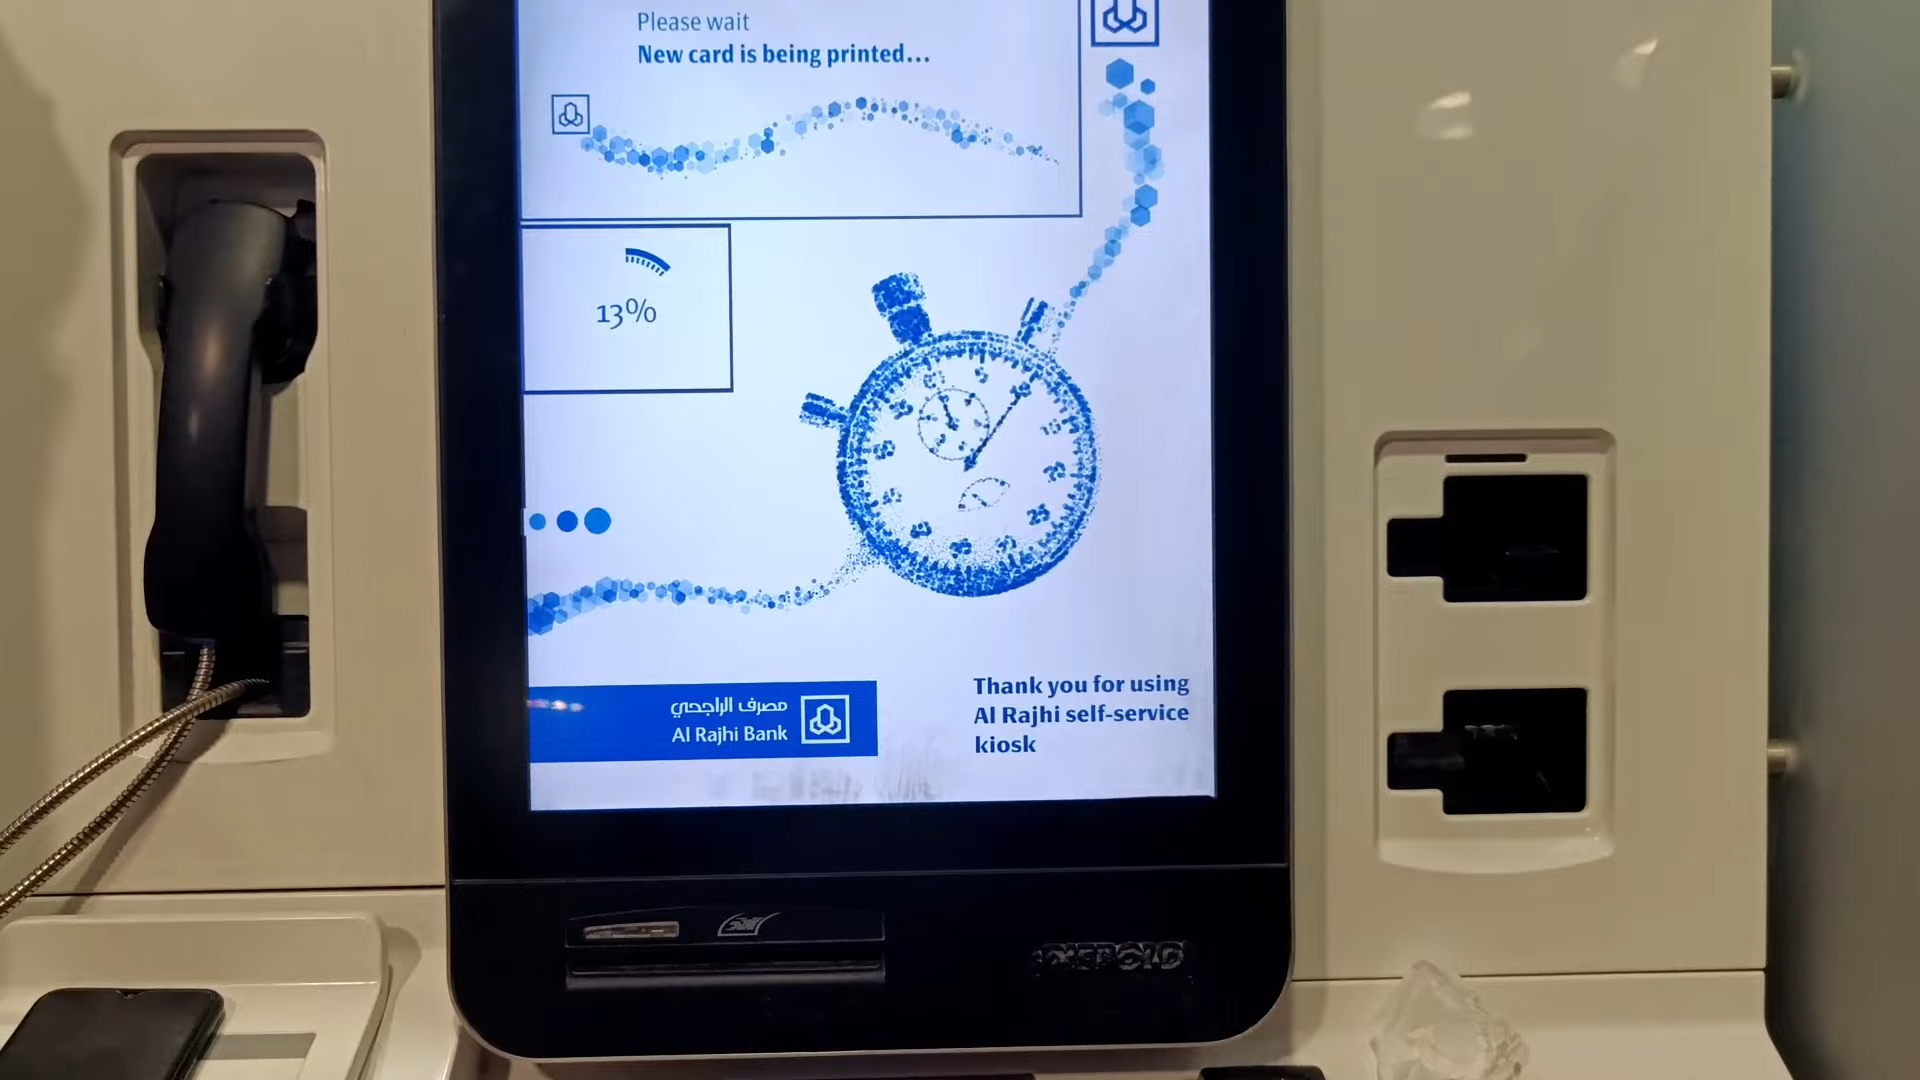 Please wait
New card is being printed...
13%
مصرف الراجحي
Al Rajhi Bank
Thank you for using
Al Rajhi self-service
kiosk
DIEBOLD